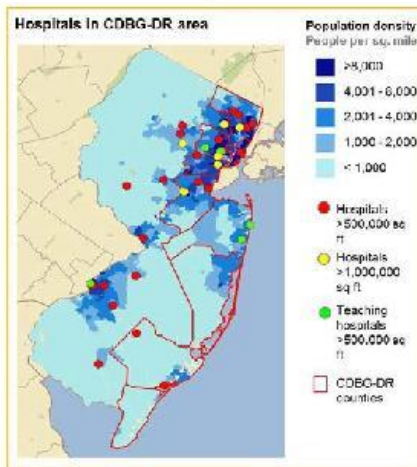 Hospitals in CDBG-DR area
Population density
People per sq. mile
>8,000
4,001 - 8,000
2,001 - 4,000
1,000 - 2,000
< 1,000
Hospitals
>500,000 sq
ft
Hospitals
>1,000,000
sq ft
Teaching
hospitals
>500,000 sq
ft
CDBG-DR
counties